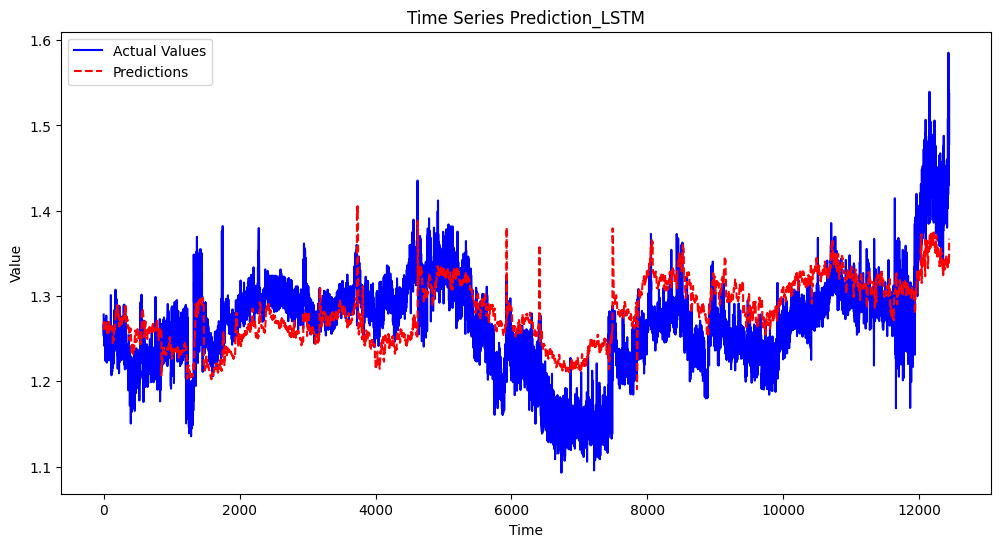 Time Series Prediction_LSTM
Actual Values
Predictions
1.6
1.5
1.4
1.3
1.2
1.1
Value
0 2000 4000 6000 8000 10000 12000
Time